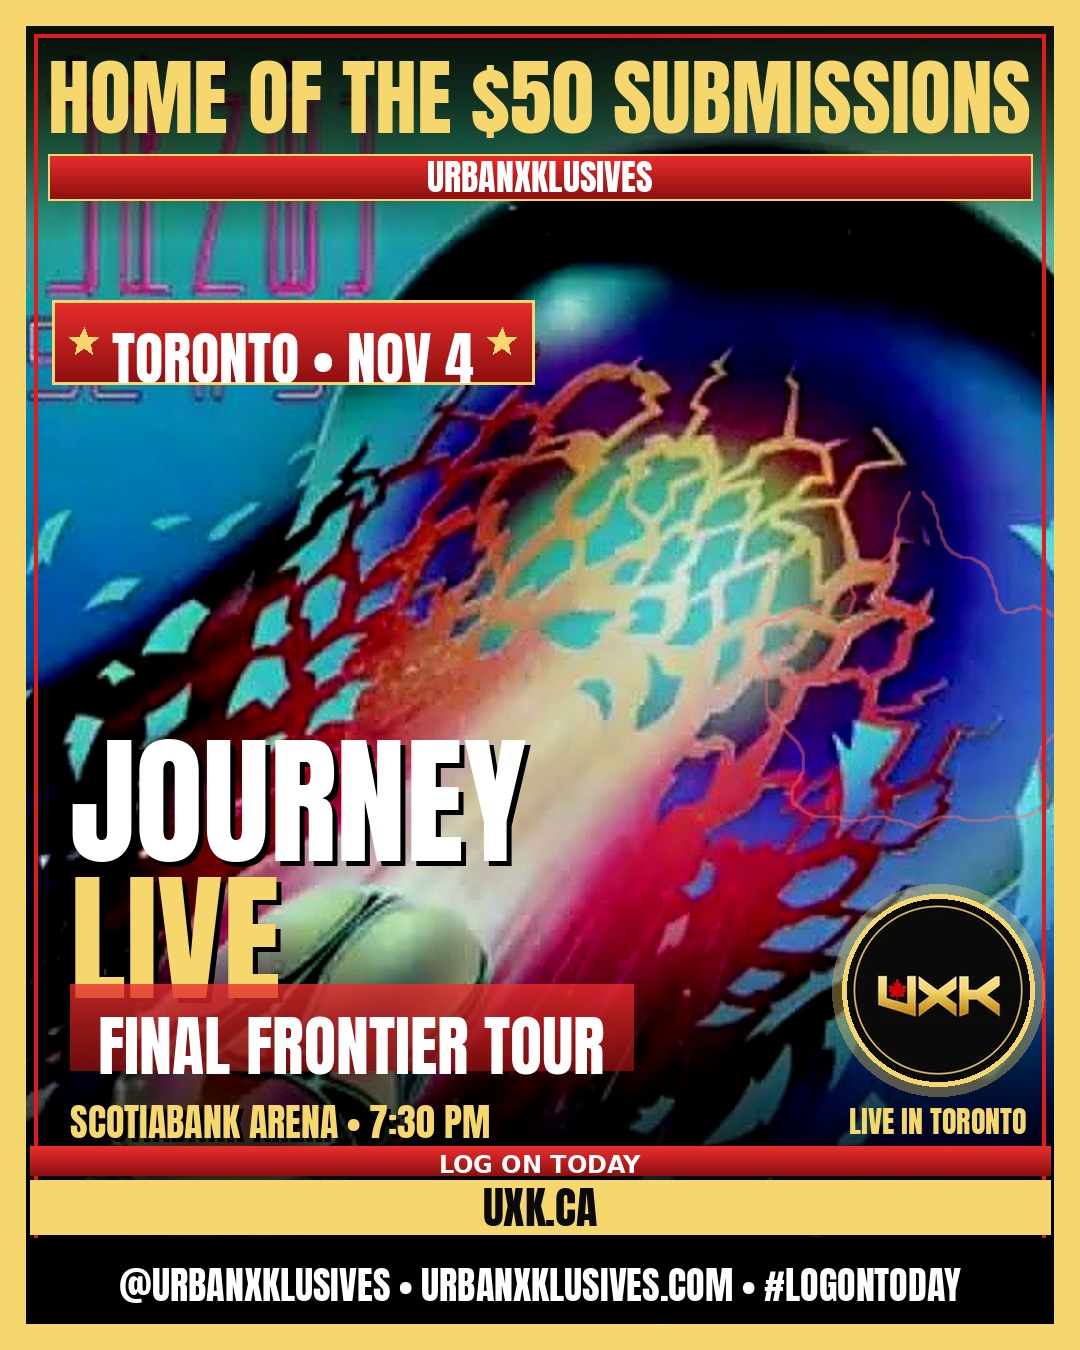 HOME OF THE $50 SUBMISSIONS
URBANXKLUSIVES
TORONTO • NOV 4
JOURNEY
LIVE
FINAL FRONTIER TOUR
UXK
SCOTIABANK ARENA • 7:30 PM
LIVE IN TORONTO
LOG ON TODAY
UXK.CA
@URBANXKLUSIVES • URBANXKLUSIVES.COM • #LOGONTODAY